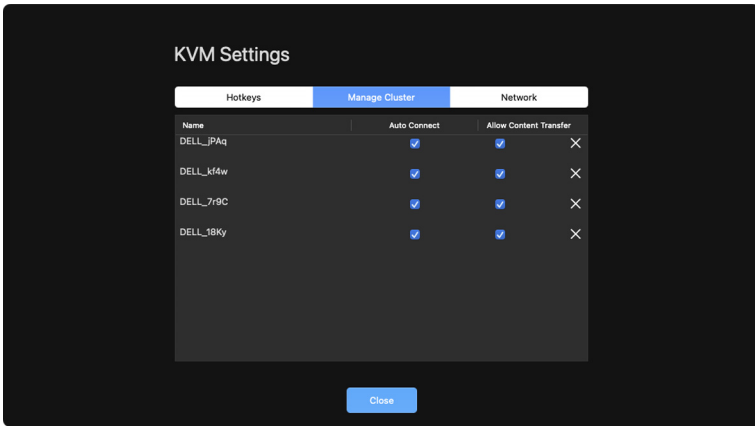 KVM Settings
Hotkeys Manage Cluster Network
Name Auto Connect Allow Content Transfer
DELL_jPAq
DELL_kf4w
DELL_7r9C
DELL_18Ky
Close